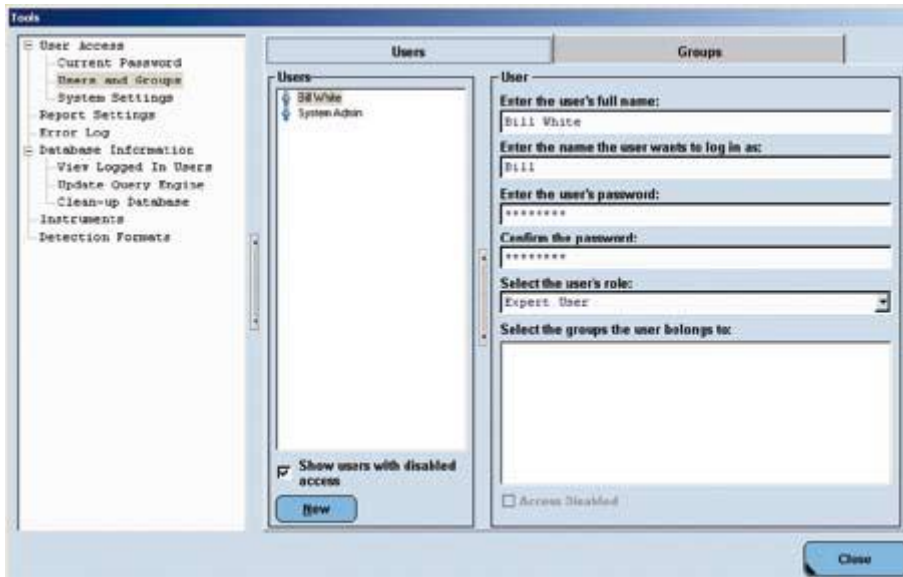 Tools
User Access
Current Password
Users and Groups
System Settings
Report Settings
Error Log
Database Information
View Logged In Users
Update Query Engine
Clean-up Database
Instruments
Detection Formats
Users
Groups
Users
Bill White
System Admin
Show users with disabled
access
New
User
Enter the user's full name:
Bill White
Enter the name the user wants to log in as:
Bill
Enter the user's password:
********
Confirm the password:
********
Select the user's role:
Expert User
Select the groups the user belongs to:
Access Disabled
Close